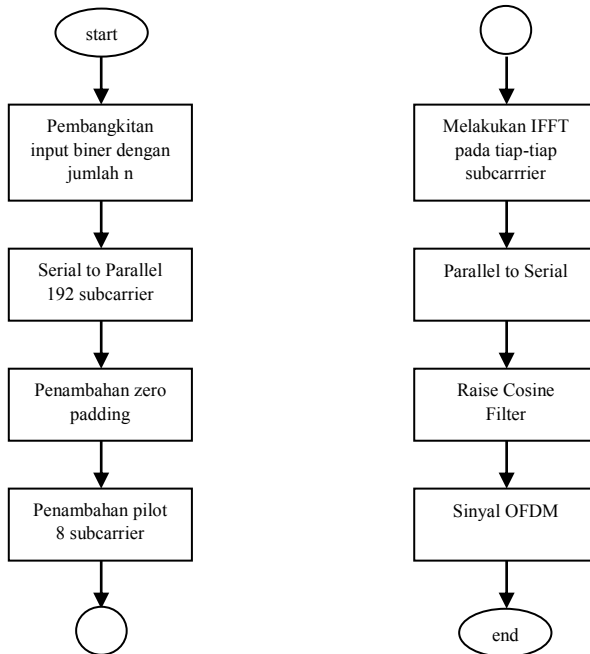 start
Pembangkitan
input biner dengan
jumlah n
Serial to Parallel
192 subcarrier
Penambahan zero
padding
Penambahan pilot
8 subcarrier
Melakukan IFFT
pada tiap-tiap
subcarrrier
Parallel to Serial
Raise Cosine
Filter
Sinyal OFDM
end